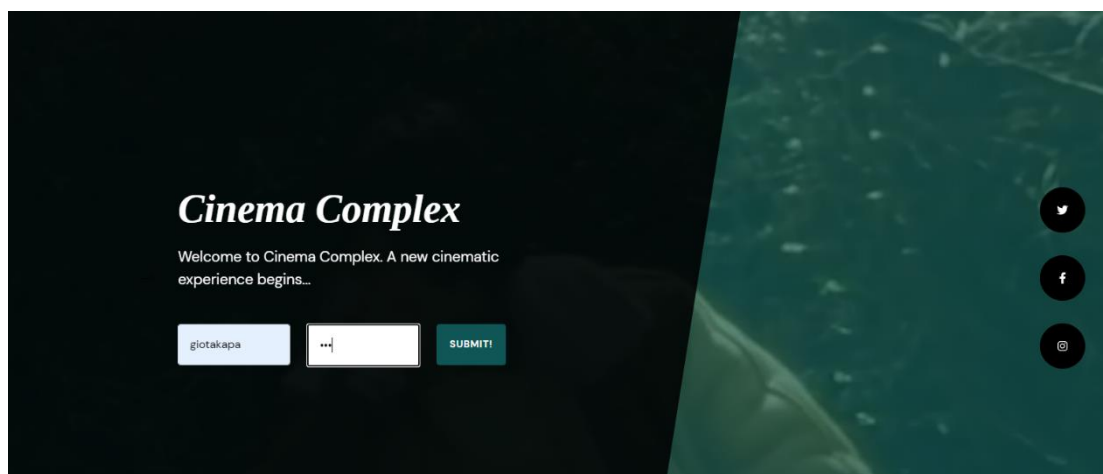 Cinema Complex
Welcome to Cinema Complex. A new cinematic
experience begins...
giotakapa
•••
SUBMIT!